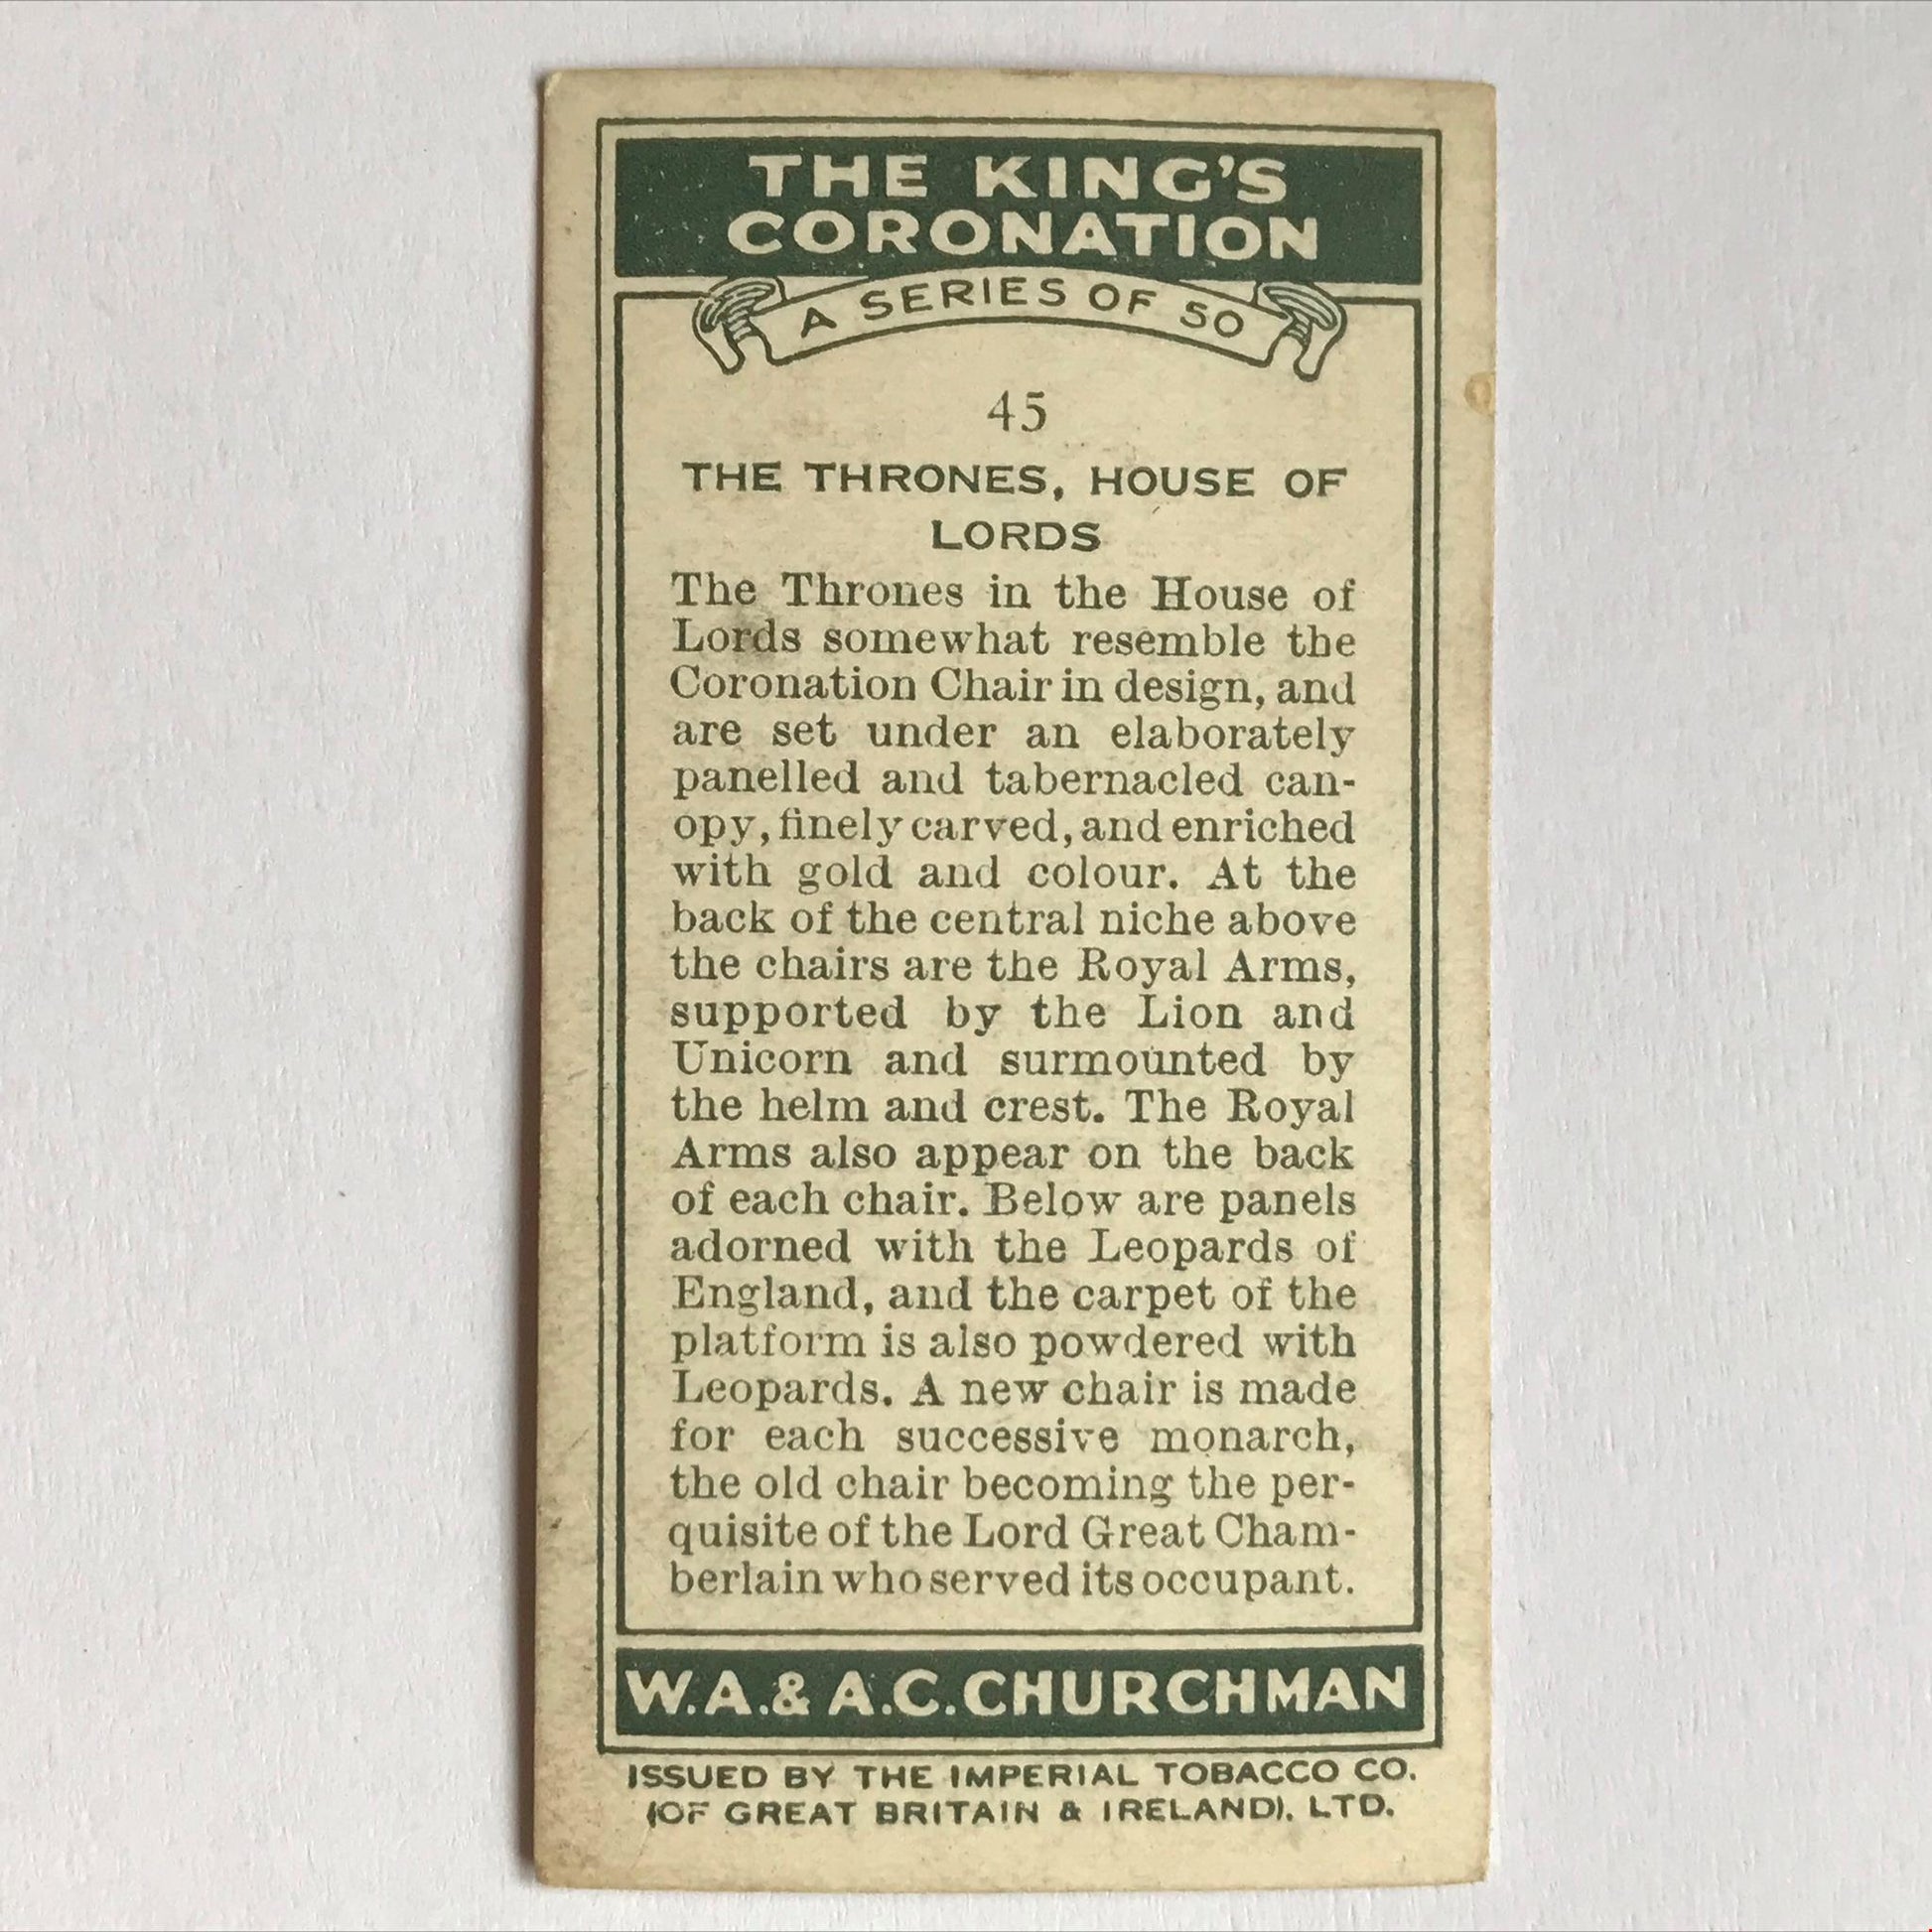 THE KING'S
CORONATION
A SERIES OF 50
45
THE THRONES, HOUSE OF
LORDS
The Thrones in the House of
Lords somewhat resemble the
Coronation Chair in design, and
are set under an elaborately
panelled and tabernacled can-
opy, finely carved, and enriched
with gold and colour. At the
back of the central niche above
the chairs are the Royal Arms,
supported by the Lion and
Unicorn and surmounted by
the helm and crest. The Royal
Arms also appear on the back
of each chair. Below are panels
adorned with the Leopards of
England, and the carpet of the
platform is also powdered with
Leopards. A new chair is made
for each successive monarch,
the old chair becoming the per-
quisite of the Lord Great Cham-
berlain who served its occupant.
W.A. & A.C. CHURCHMAN
ISSUED BY THE IMPERIAL TOBACCO CO.
(OF GREAT BRITAIN & IRELAND), LTD.